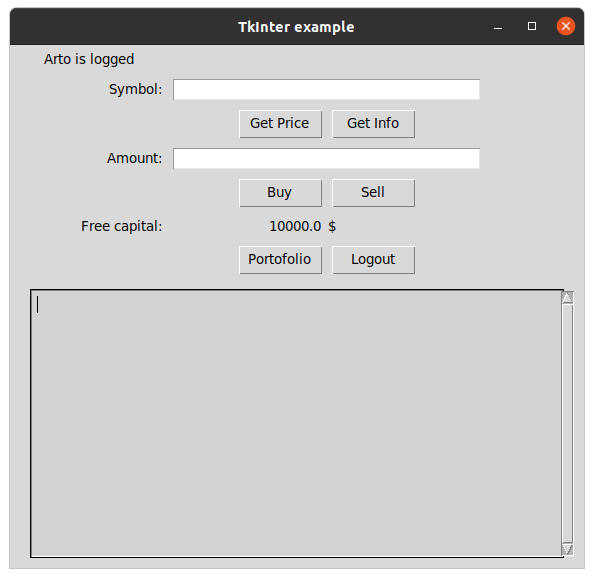 TkInter example
Arto is logged
Symbol:
Get Price Get Info
Amount:
Buy Sell
Free capital: 10000.0 $
Portofolio Logout